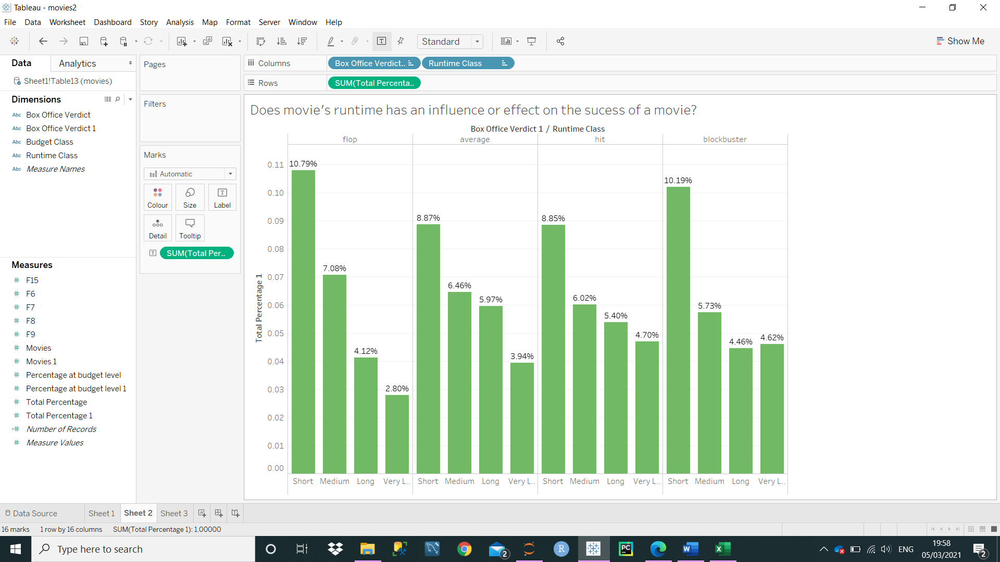 Tableau - movies2
File Data Worksheet Dashboard Story Analysis Map Format Server Window Help
Standard
Show Me
Data Analytics
Sheet1!Table13 (movies)
Dimensions
Abc Box Office Verdict
Abc Box Office Verdict 1
Abc Budget Class
Abc Runtime Class
Abc Measure Names
Measures
F15
F6
F7
F8
F9
Movies
Movies 1
Percentage at budget level
Percentage at budget level 1
Total Percentage
Total Percentage 1
Number of Records
Measure Values
Pages
Filters
Marks
Automatic
Colour Size T Label
Detail Tooltip
T SUM(Total Per..
Columns Box Office Verdict.. Runtime Class
Rows SUM(Total Percenta..
Does movie's runtime has an influence or effect on the sucess of a movie?
Box Office Verdict 1 / Runtime Class
flop average hit blockbuster
Total Percentage 1
0.11
0.10
0.09
0.08
0.07
0.06
0.05
0.04
0.03
0.02
0.01
0.00
10.79% 7.08% 4.12% 2.80%
8.87% 6.46% 5.97% 3.94%
8.85% 6.02% 5.40% 4.70%
10.19% 5.73% 4.46% 4.62%
Short Medium Long Very L.. Short Medium Long Very L.. Short Medium Long Very L.. Short Medium Long Very L..
Data Source Sheet 1 Sheet 2 Sheet 3
16 marks 1 row by 16 columns SUM(Total Percentage 1): 1.00000
Type here to search
2
R
PC
W
X
ENG
19:58
05/03/2021
2